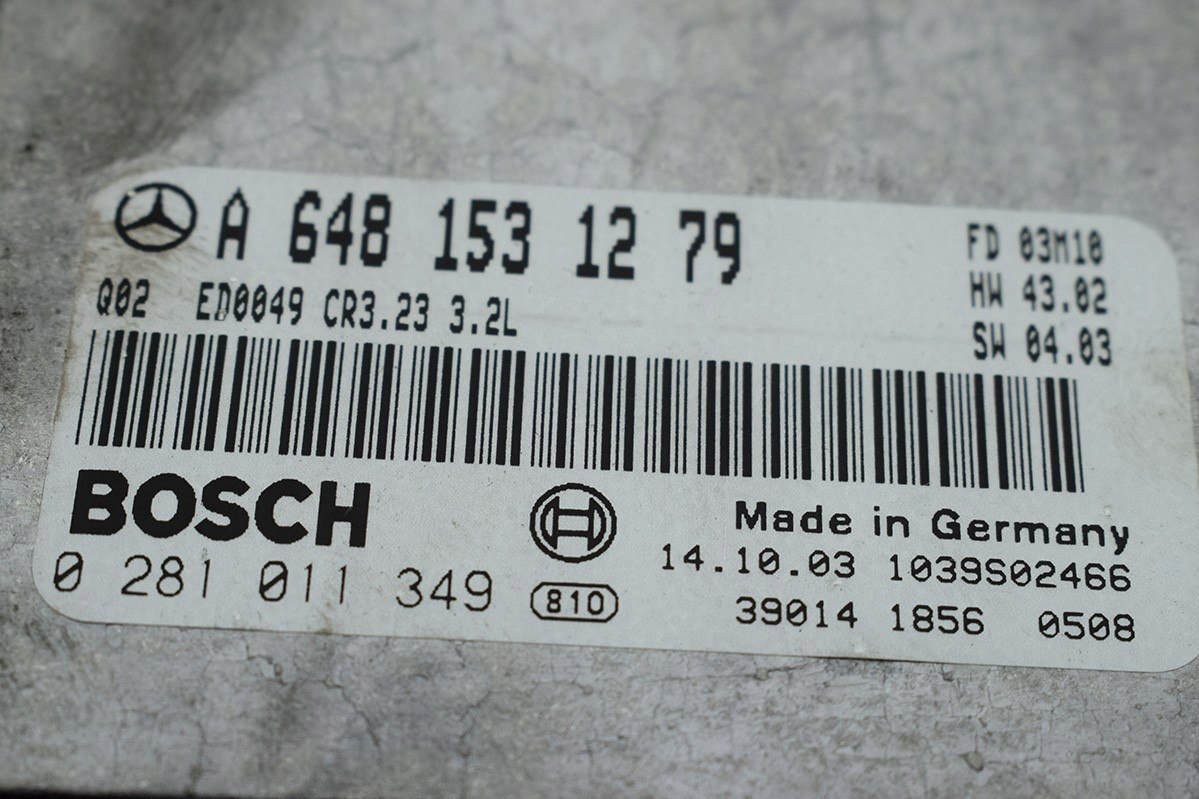 A 648 153 12 79
FD 03M10
HW 43.02
SW 04.03
Q02 ED0049 CR3.23 3.2L
BOSCH
0 281 011 349
810
Made in Germany
14.10.03 1039S02466
39014 1856 0508